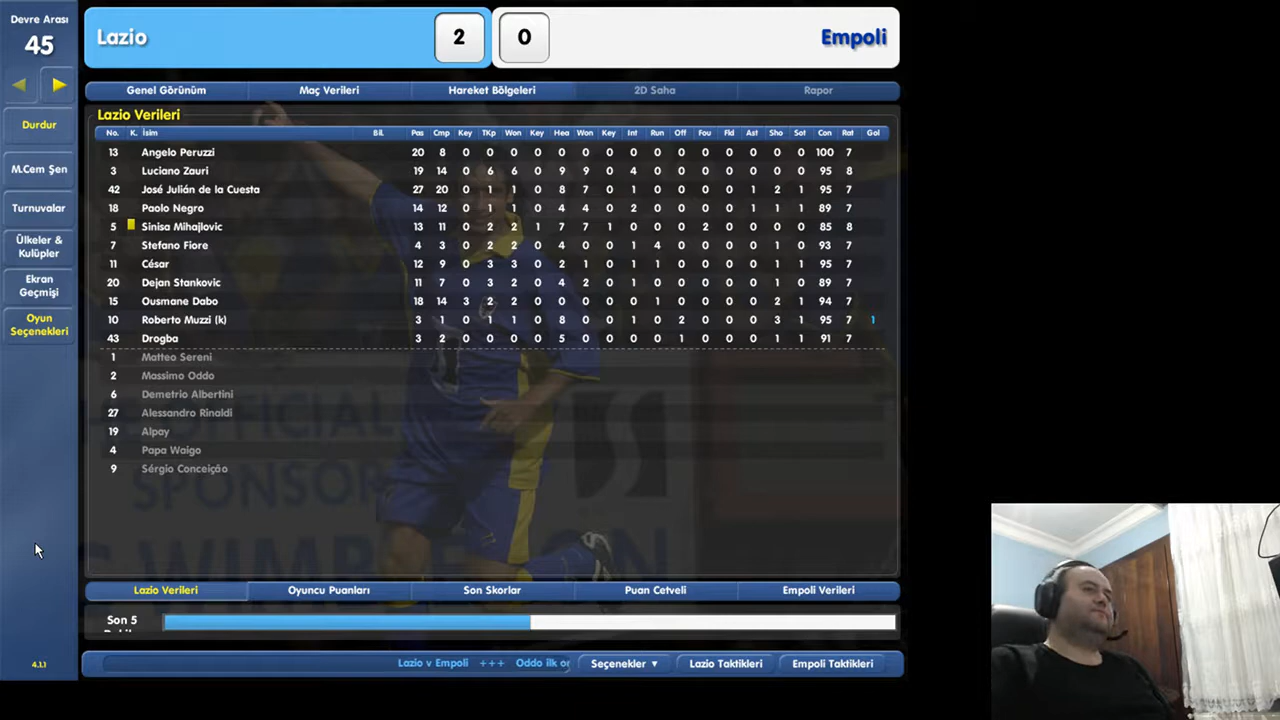 Devre Arası
45
Durdur
M.Cem Şen
Turnuvalar
Ülkeler &
Kulüpler
Ekran
Geçmişi
Oyun
Seçenekleri
4.1.1
Lazio 2 0 Empoli
Genel Görünüm Maç Verileri Hareket Bölgeleri 2D Saha Rapor
Lazio Verileri
No. K. İsim Bil. Pas Cmp Key TKp Won Key Hea Won Key Int Run Off Fou Fld Ast Sho Sot Con Rat Gol
13 Angelo Peruzzi 20 8 0 0 0 0 0 0 0 0 0 0 0 0 0 0 0 100 7
3 Luciano Zauri 19 14 0 6 6 0 9 9 0 4 0 0 0 0 0 0 0 95 8
42 José Julián de la Cuesta 27 20 0 1 1 0 8 7 0 1 0 0 0 0 1 2 1 95 7
18 Paolo Negro 14 12 0 1 1 0 4 4 0 2 0 0 0 0 1 1 1 89 7
5 Sinisa Mihajlovic 13 11 0 2 2 1 7 7 1 0 0 0 2 0 0 0 0 85 8
7 Stefano Fiore 4 3 0 2 2 0 4 0 0 1 4 0 0 0 0 1 0 93 7
11 César 12 9 0 3 3 0 2 1 0 1 1 0 0 0 0 1 1 95 7
20 Dejan Stankovic 11 7 0 3 2 0 4 2 0 1 0 0 0 0 0 1 0 89 7
15 Ousmane Dabo 18 14 3 2 2 0 0 0 0 0 1 0 0 0 0 2 1 94 7
10 Roberto Muzzi (k) 3 1 0 1 1 0 8 0 0 1 0 2 0 0 0 3 1 95 7 1
43 Drogba 3 2 0 0 0 0 5 0 0 0 0 1 0 0 0 1 1 91 7
1 Matteo Sereni
2 Massimo Oddo
6 Demetrio Albertini
27 Alessandro Rinaldi
19 Alpay
4 Papa Waigo
9 Sérgio Conceição
OFFICIAL
SPONSOR
WIMBLEDON
Lazio Verileri Oyuncu Puanları Son Skorlar Puan Cetveli Empoli Verileri
Son 5
Lazio v Empoli +++ Oddo ilk Seçenekler ▼ Lazio Taktikleri Empoli Taktikleri